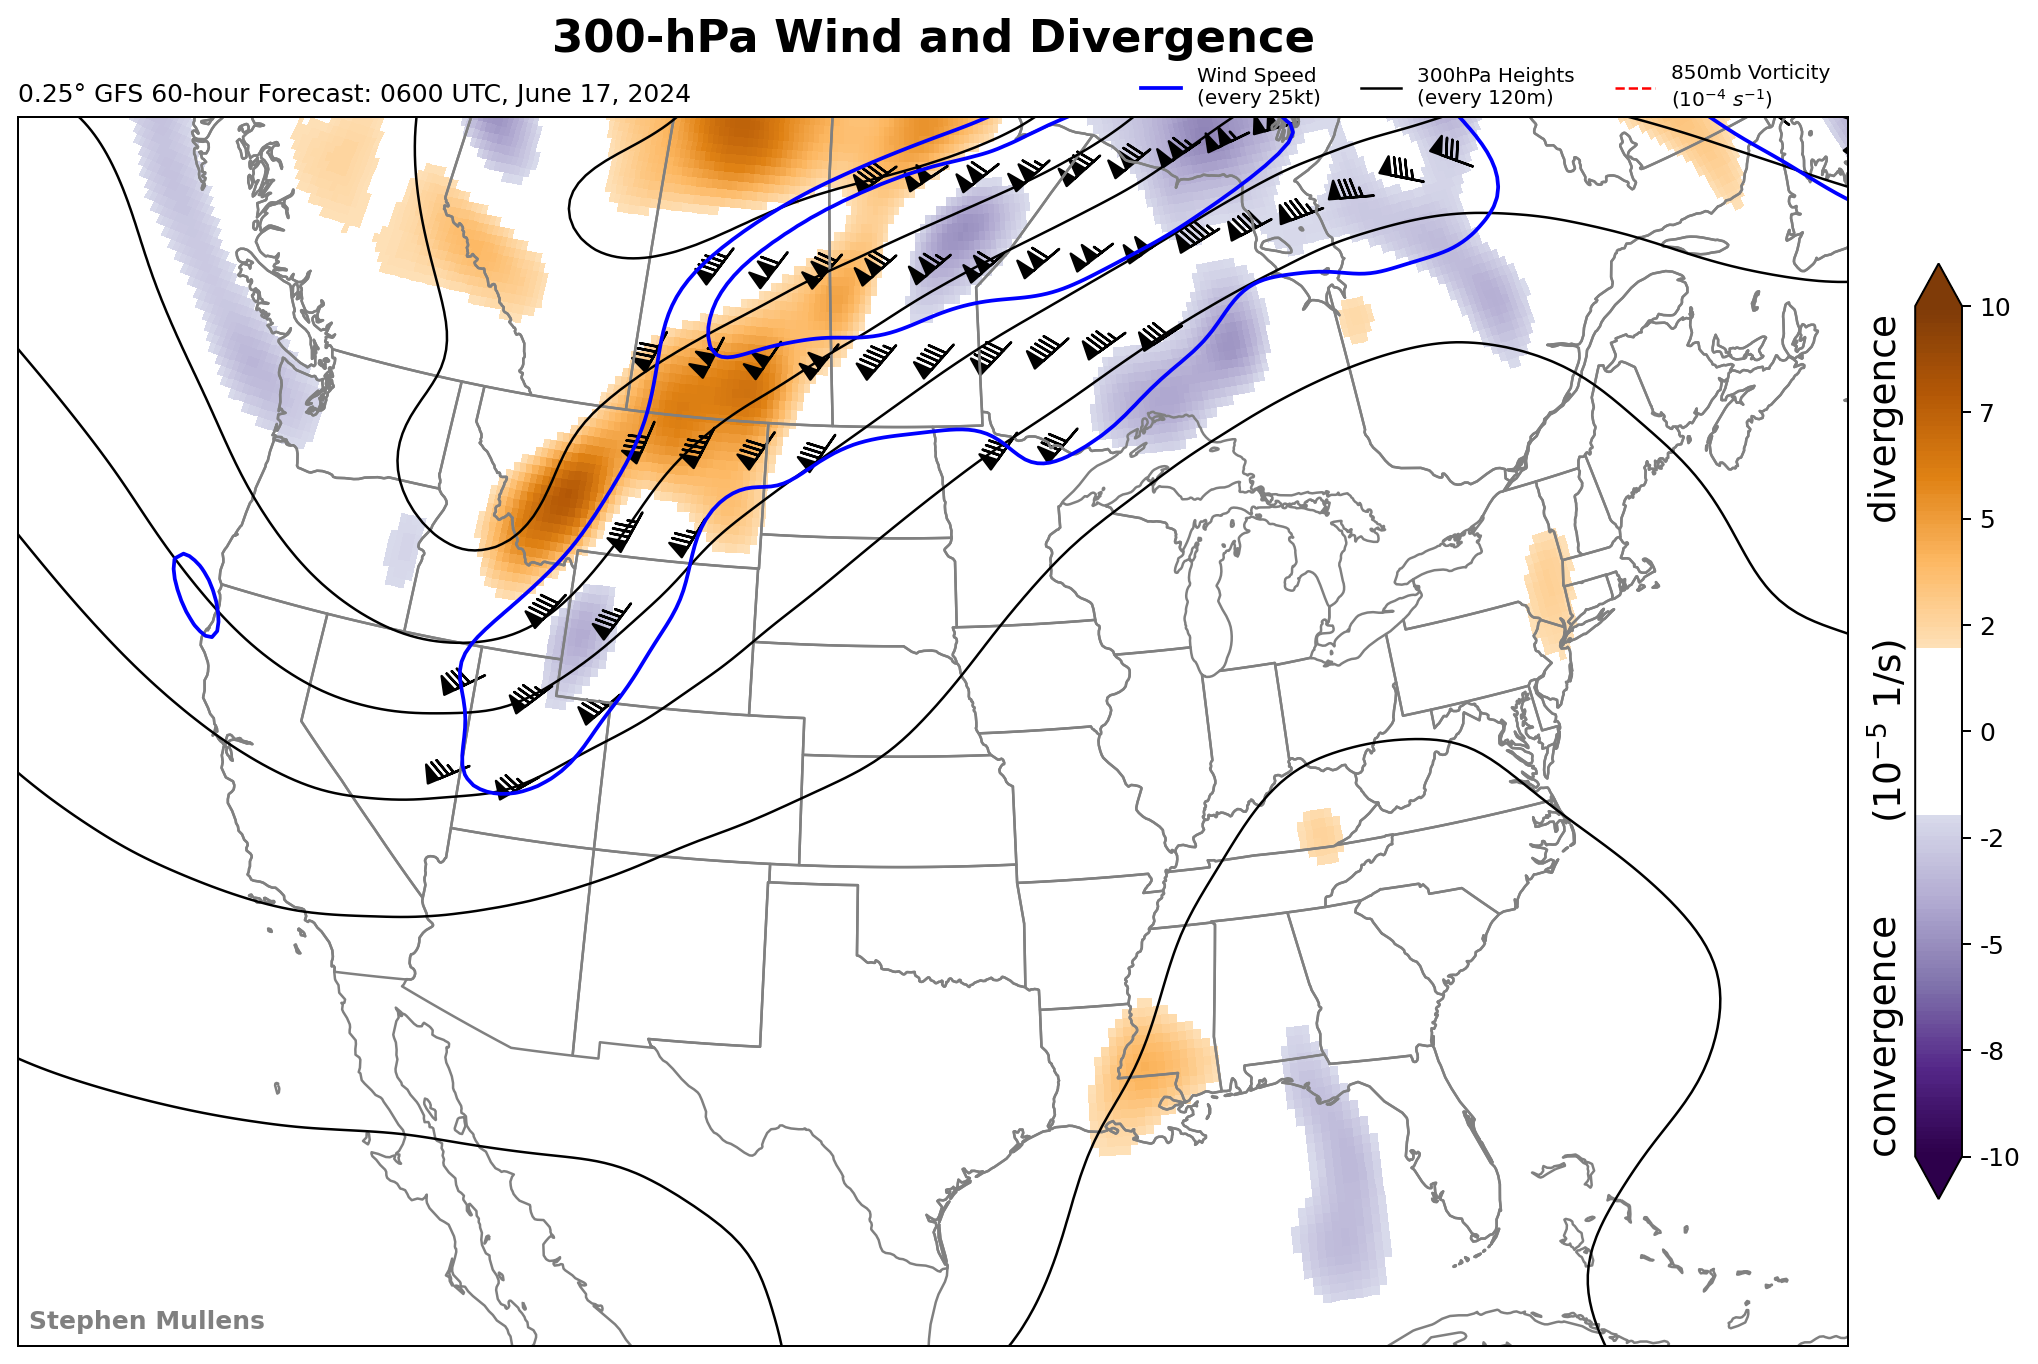 300-hPa Wind and Divergence
0.25° GFS 60-hour Forecast: 0600 UTC, June 17, 2024
Wind Speed
(every 25kt)
300hPa Heights
(every 120m)
850mb Vorticity
(10⁻⁴ s⁻¹)
10
7
5
2
0
-2
-5
-8
-10
convergence (10⁻⁵ 1/s) divergence
Stephen Mullens